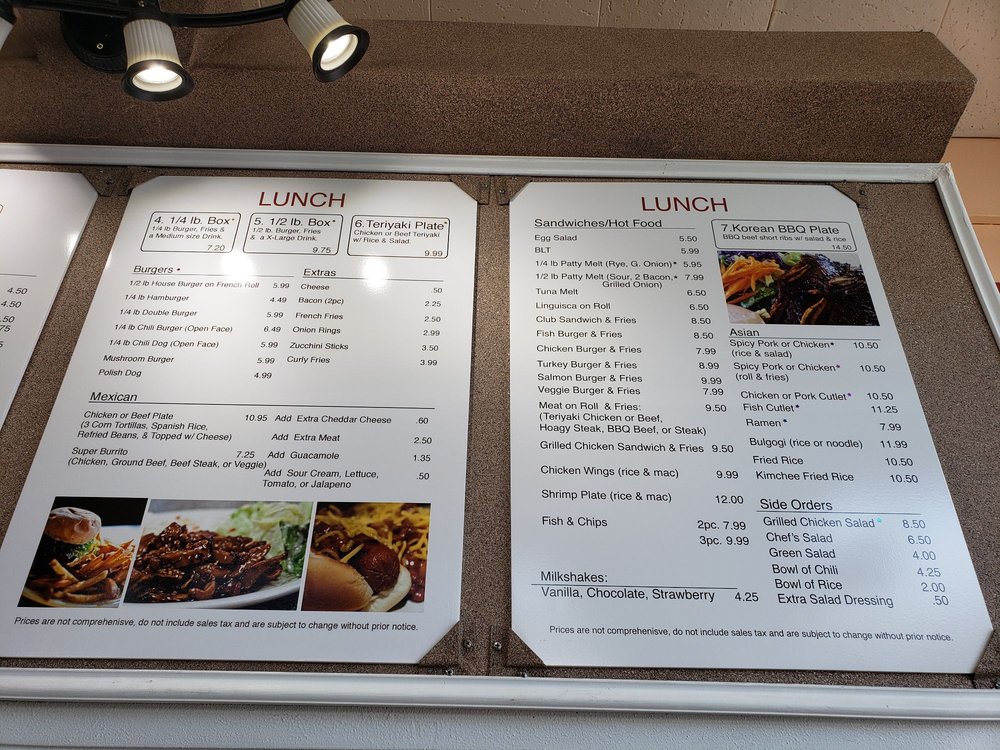 4.50
4.50
.50
.75
4.50
LUNCH
4. 1/4 lb. Box*
1/4 lb Burger, Fries &
a Medium size Drink.
7.20
5. 1/2 lb. Box*
1/2 lb. Burger, Fries
& a X-Large Drink.
9.75
6.Teriyaki Plate*
Chicken or Beef Teriyaki
w/ Rice & Salad.
9.99
Burgers *
1/2 lb House Burger on French Roll 5.99
1/4 lb Hamburger 4.49
1/4 lb Double Burger 5.99
1/4 lb Chili Burger (Open Face) 6.49
1/4 lb Chili Dog (Open Face) 5.99
Mushroom Burger 5.99
Polish Dog 4.99
Extras
Cheese .50
Bacon (2pc) 2.25
French Fries 2.50
Onion Rings 2.99
Zucchini Sticks 3.50
Curly Fries 3.99
Mexican
Chicken or Beef Plate 10.95
(3 Corn Tortillas, Spanish Rice,
Refried Beans, & Topped w/ Cheese)
Super Burrito 7.25
(Chicken, Ground Beef, Beef Steak, or Veggie)
Add Extra Cheddar Cheese .60
Add Extra Meat 2.50
Add Guacamole 1.35
Add Sour Cream, Lettuce, .50
Tomato, or Jalapeno
Prices are not comprehenisve, do not include sales tax and are subject to change without prior notice.
LUNCH
Sandwiches/Hot Food
Egg Salad 5.50
BLT 5.99
1/4 lb Patty Melt (Rye, G. Onion)* 5.95
1/2 lb Patty Melt (Sour, 2 Bacon,* 7.99
Grilled Onion)
Tuna Melt 6.50
Linguisca on Roll 6.50
Club Sandwich & Fries 8.50
Fish Burger & Fries 8.50
Chicken Burger & Fries 7.99
Turkey Burger & Fries 8.99
Salmon Burger & Fries 9.99
Veggie Burger & Fries 7.99
Meat on Roll & Fries: 9.50
(Teriyaki Chicken or Beef,
Hoagy Steak, BBQ Beef, or Steak)
Grilled Chicken Sandwich & Fries 9.50
Chicken Wings (rice & mac) 9.99
Shrimp Plate (rice & mac) 12.00
Fish & Chips 2pc. 7.99
3pc. 9.99
Milkshakes:
Vanilla, Chocolate, Strawberry 4.25
7.Korean BBQ Plate
BBQ beef short ribs w/ salad & rice
14.50
Asian
Spicy Pork or Chicken* 10.50
(rice & salad)
Spicy Pork or Chicken* 10.50
(roll & fries)
Chicken or Pork Cutlet* 10.50
Fish Cutlet* 11.25
Ramen* 7.99
Bulgogi (rice or noodle) 11.99
Fried Rice 10.50
Kimchee Fried Rice 10.50
Side Orders
Grilled Chicken Salad* 8.50
Chef's Salad 6.50
Green Salad 4.00
Bowl of Chili 4.25
Bowl of Rice 2.00
Extra Salad Dressing .50
Prices are not comprehenisve, do not include sales tax and are subject to change without prior notice.